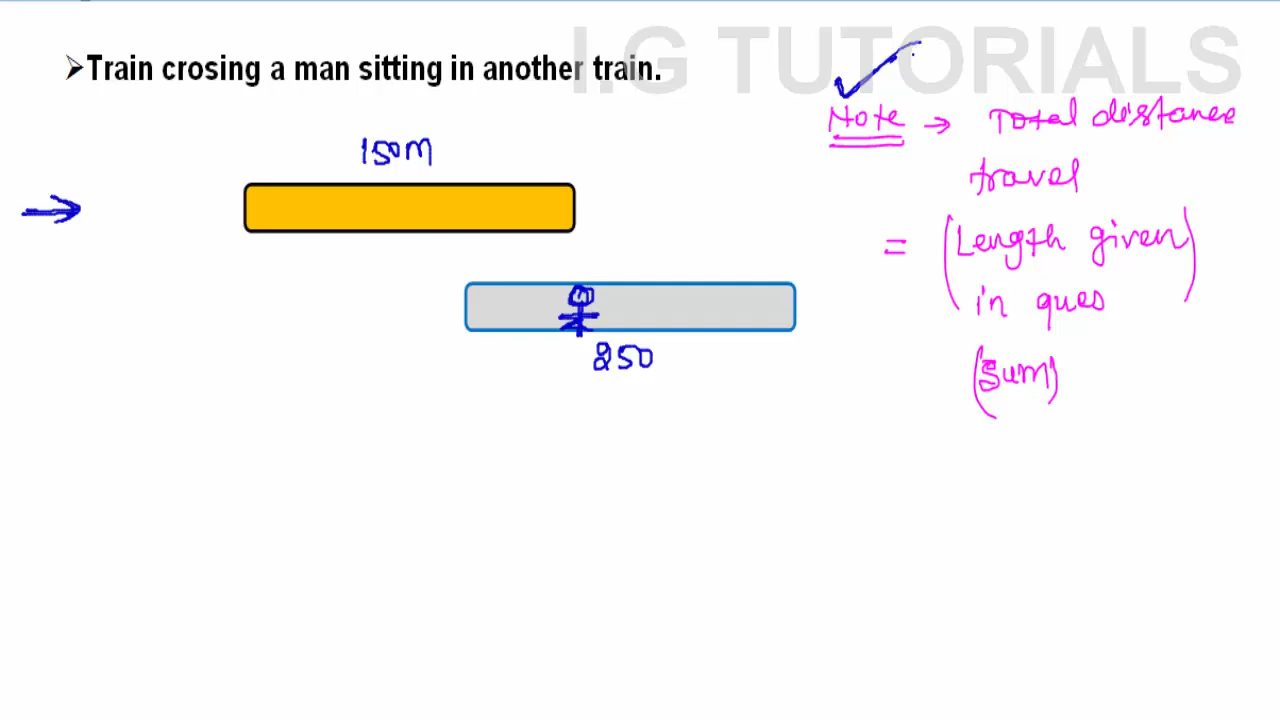 I.G TUTORIALS
➢Train crosing a man sitting in another train.
Note → Total distance
travel
= (Length given
in ques)
(sum)
150m
250